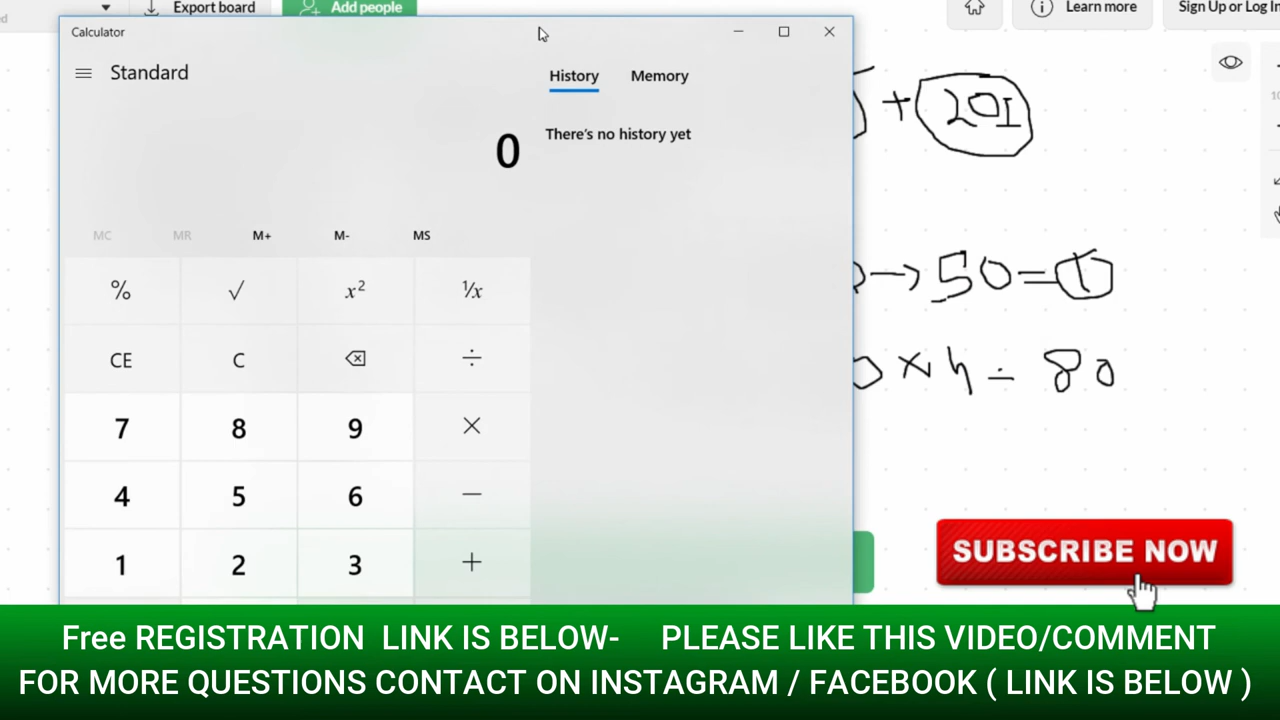 Export board
Add people
Learn more
Sign Up or Log In
Calculator
Standard
History Memory
There's no history yet
0
MC MR M+ M- MS
% √ x² ¹/x
CE C ÷
7 8 9 ×
4 5 6 −
1 2 3 +
+ 201
→ 50 =
× 4 = 80
SUBSCRIBE NOW
Free REGISTRATION LINK IS BELOW- PLEASE LIKE THIS VIDEO/COMMENT
FOR MORE QUESTIONS CONTACT ON INSTAGRAM / FACEBOOK ( LINK IS BELOW )